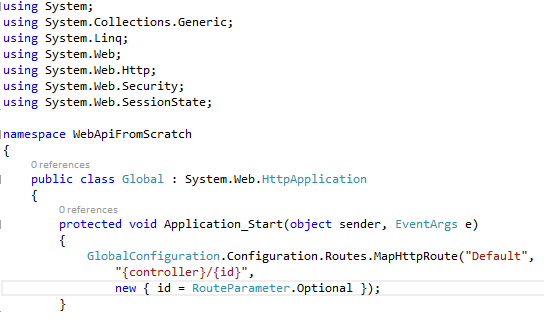 using System;
using System.Collections.Generic;
using System.Linq;
using System.Web;
using System.Web.Http;
using System.Web.Security;
using System.Web.SessionState;
namespace WebApiFromScratch
{
0 references
public class Global : System.Web.HttpApplication
{
0 references
protected void Application_Start(object sender, EventArgs e)
{
GlobalConfiguration.Configuration.Routes.MapHttpRoute("Default",
"{controller}/{id}",
new { id = RouteParameter.Optional });
}